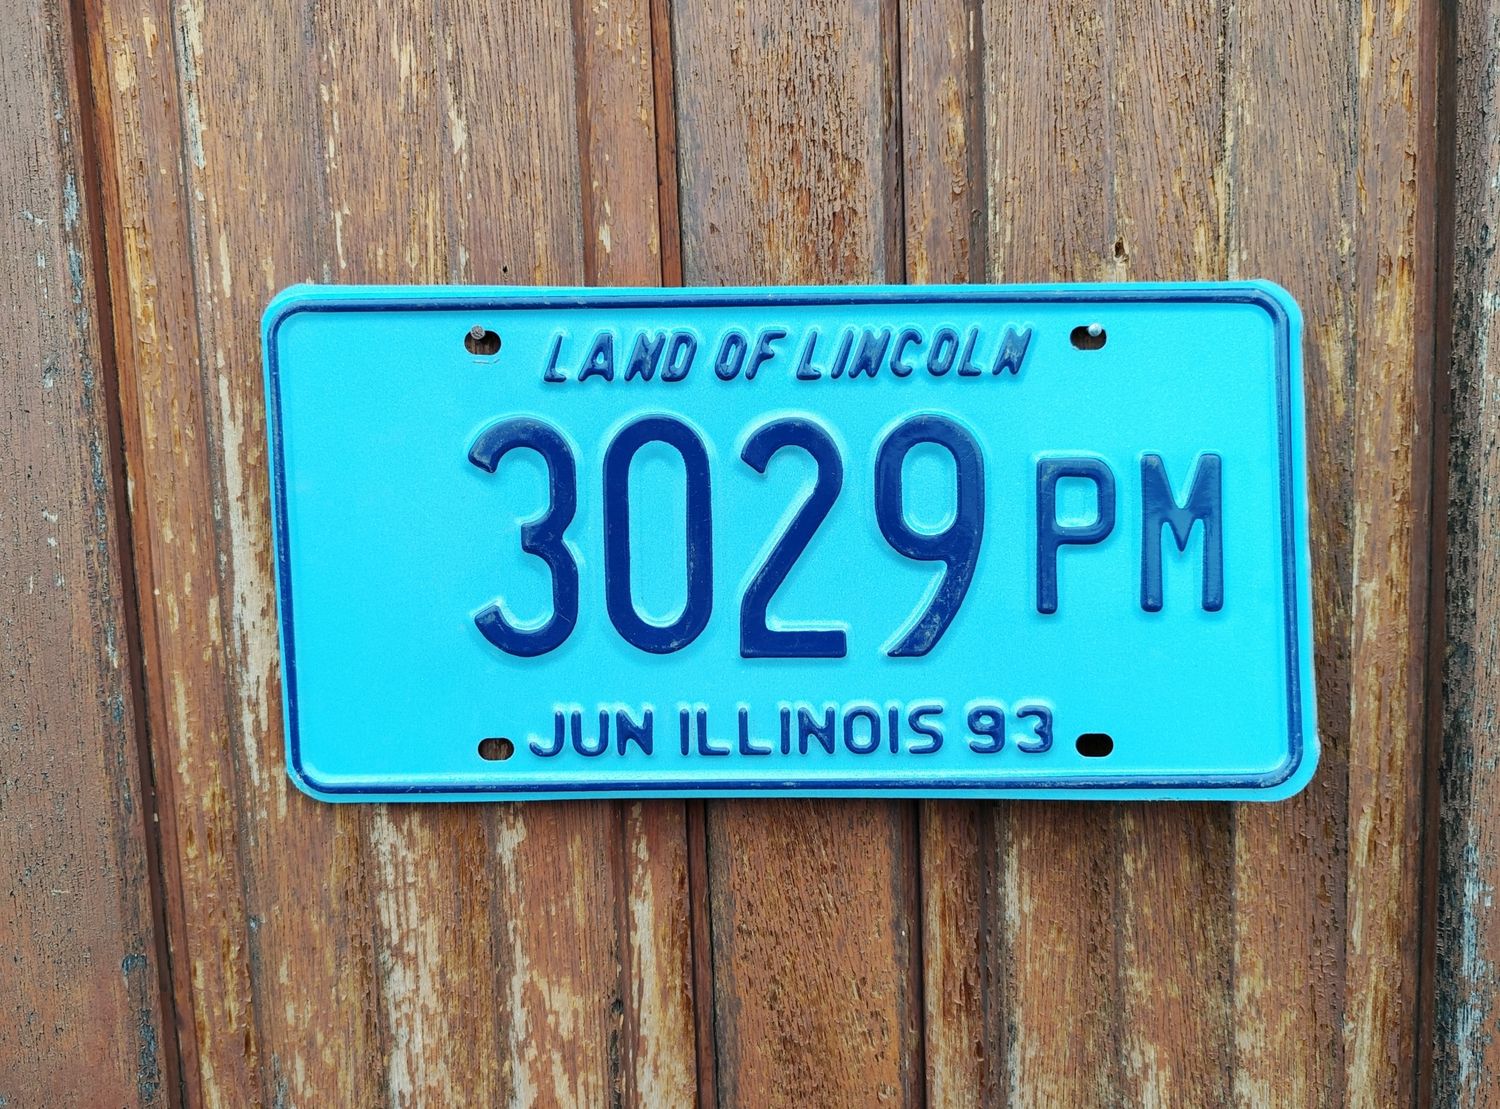 LAND OF LINCOLN
3029 PM
JUN ILLINOIS 93